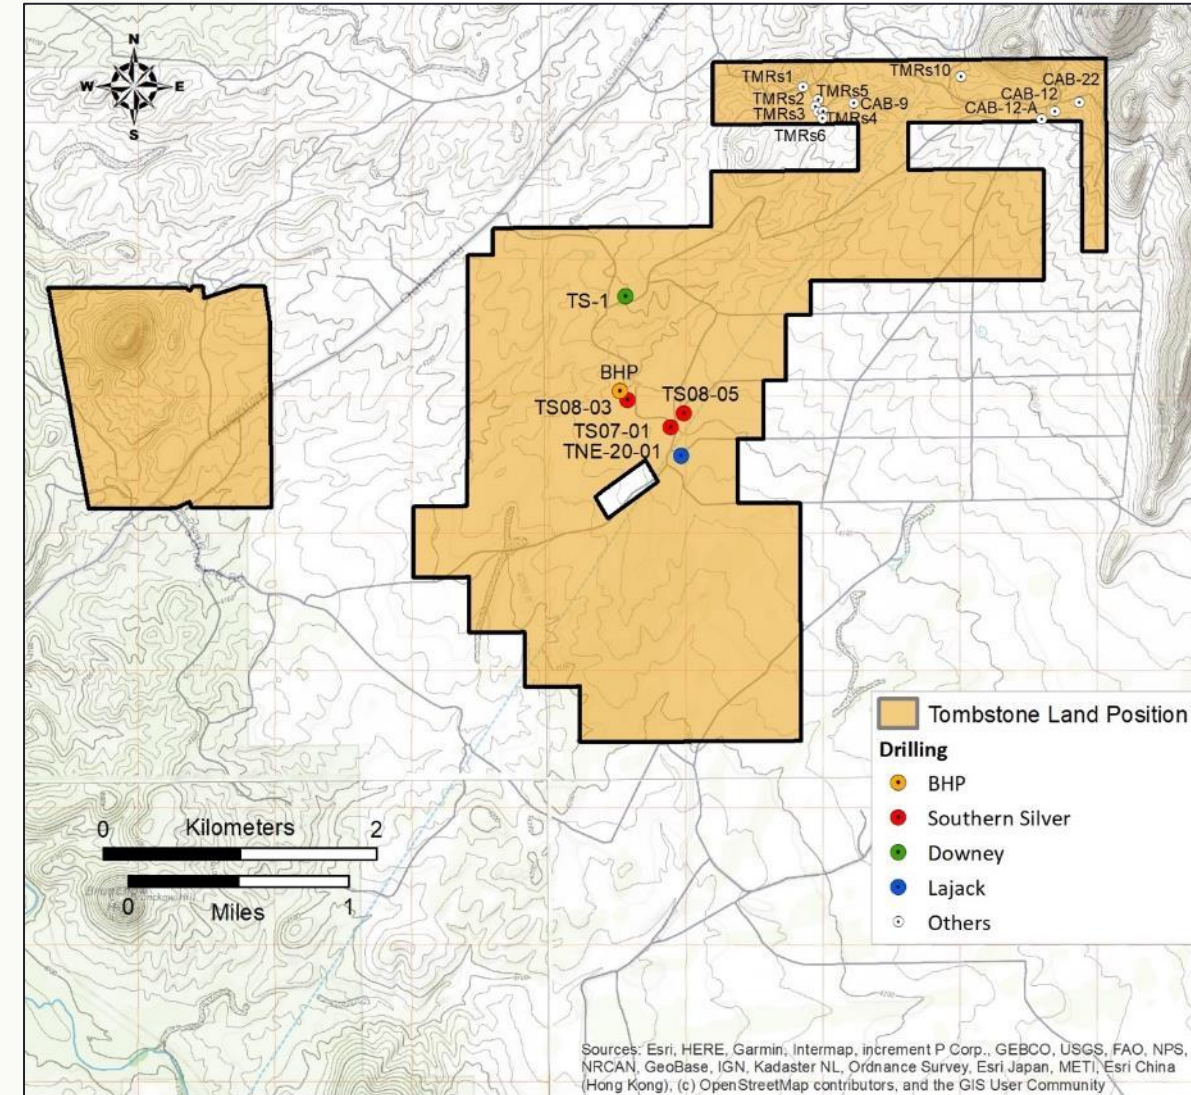 N
W
E
S
TMRs1
TMRs10
TMRs2
TMRs5
CAB-22
CAB-12
TMRs3
CAB-9
CAB-12-A
TMRs4
TMRs6
TS-1
BHP
TS08-03
TS08-05
TS07-01
TNE-20-01
Tombstone Land Position
Drilling
BHP
Southern Silver
Downey
Lajack
Others
0 Kilometers 2
0 Miles 1
Sources: Esri, HERE, Garmin, Intermap, increment P Corp., GEBCO, USGS, FAO, NPS,
NRCAN, GeoBase, IGN, Kadaster NL, Ordnance Survey, Esri Japan, METI, Esri China
(Hong Kong), (c) OpenStreetMap contributors, and the GIS User Community